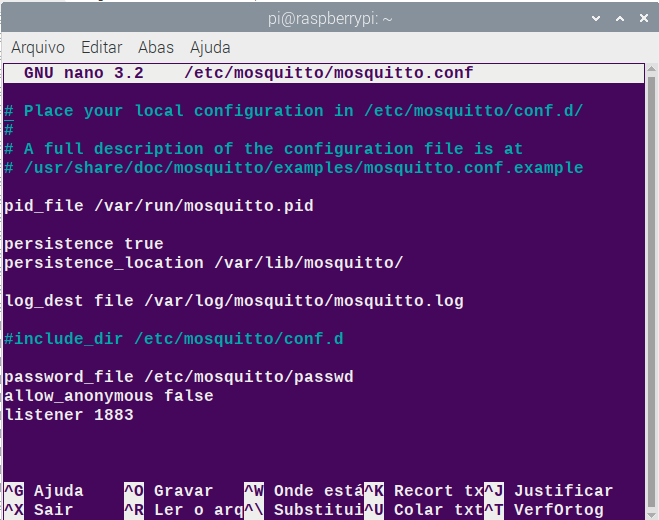 pi@raspberrypi: ~
Arquivo Editar Abas Ajuda
GNU nano 3.2 /etc/mosquitto/mosquitto.conf
# Place your local configuration in /etc/mosquitto/conf.d/
#
# A full description of the configuration file is at
# /usr/share/doc/mosquitto/examples/mosquitto.conf.example
pid_file /var/run/mosquitto.pid
persistence true
persistence_location /var/lib/mosquitto/
log_dest file /var/log/mosquitto/mosquitto.log
#include_dir /etc/mosquitto/conf.d
password_file /etc/mosquitto/passwd
allow_anonymous false
listener 1883
^G Ajuda ^O Gravar ^W Onde está^K Recort tx^J Justificar
^X Sair ^R Ler o arq^\ Substitui^U Colar txt^T VerfOrtog